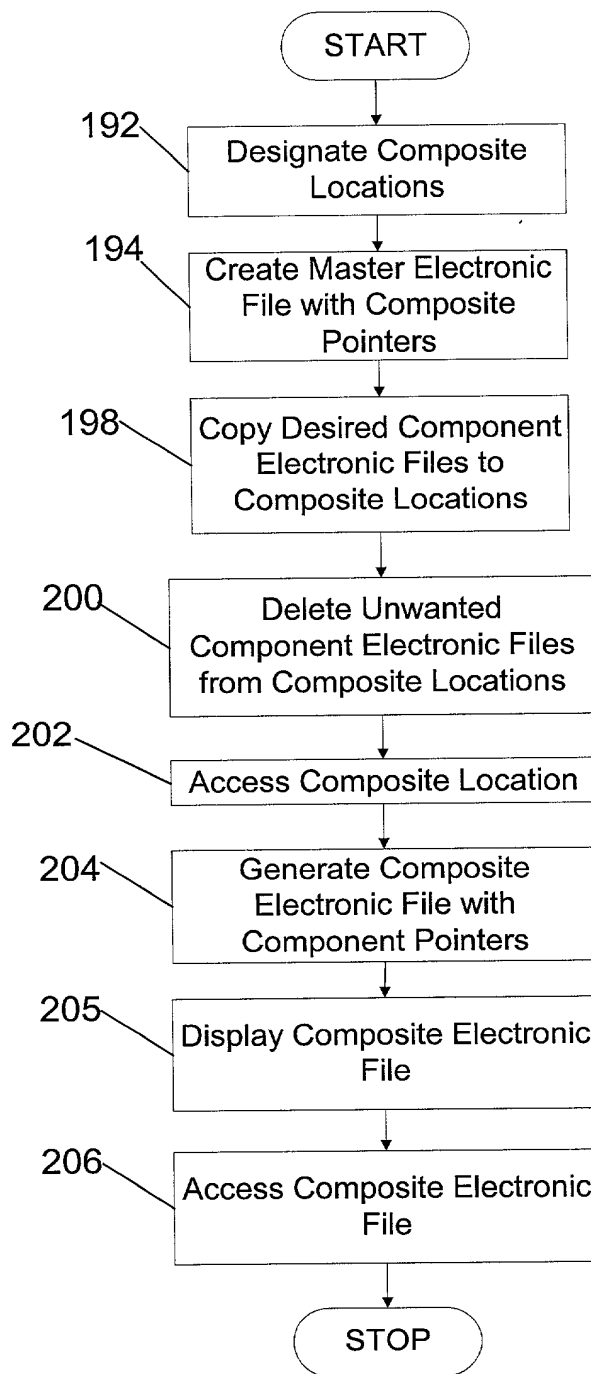 START
192
Designate Composite
Locations
194
Create Master Electronic
File with Composite
Pointers
198
Copy Desired Component
Electronic Files to
Composite Locations
200
Delete Unwanted
Component Electronic Files
from Composite Locations
202
Access Composite Location
204
Generate Composite
Electronic File with
Component Pointers
205
Display Composite Electronic
File
206
Access Composite Electronic
File
STOP